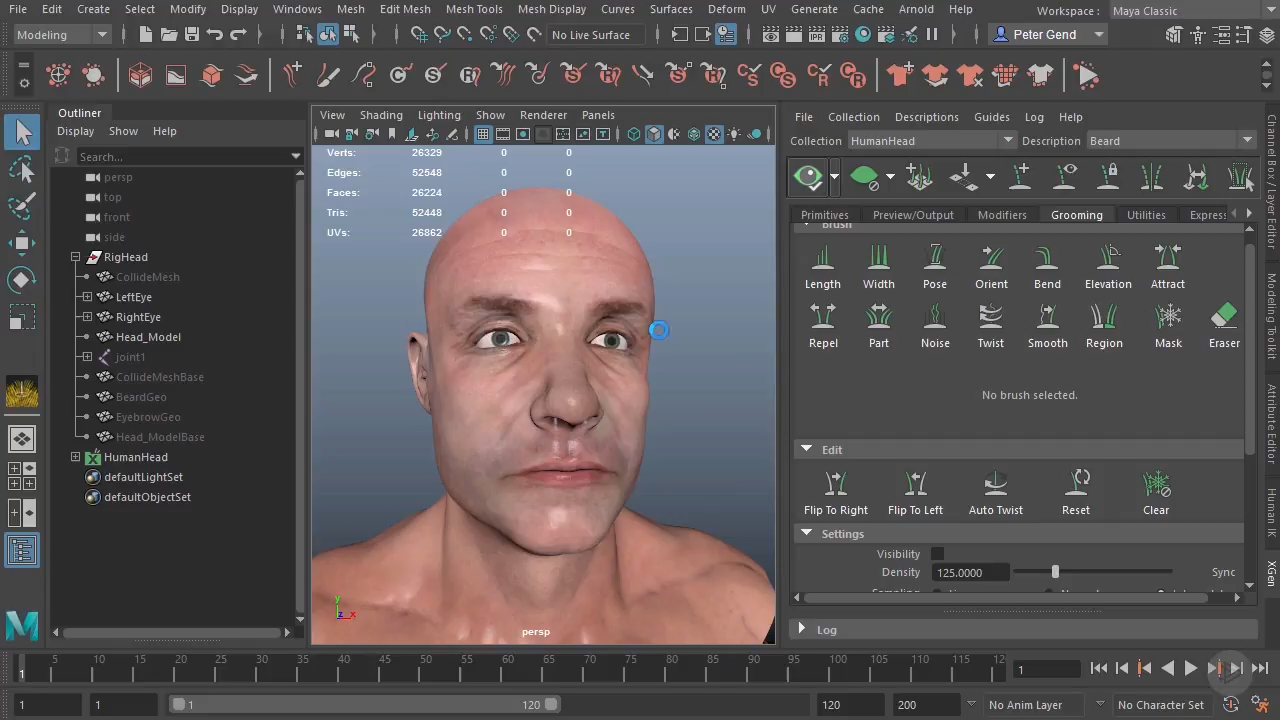 File Edit Create Select Modify Display Windows Mesh Edit Mesh Mesh Tools Mesh Display Curves Surfaces Deform UV Generate Cache Arnold Help Workspace : Maya Classic
Modeling No Live Surface Peter Gend
Outliner
Display Show Help
Search...
persp
top
front
side
RigHead
CollideMesh
LeftEye
RightEye
Head_Model
joint1
CollideMeshBase
BeardGeo
EyebrowGeo
Head_ModelBase
HumanHead
defaultLightSet
defaultObjectSet
View Shading Lighting Show Renderer Panels
Verts: 26329 0 0
Edges: 52548 0 0
Faces: 26224 0 0
Tris: 52448 0 0
UVs: 26862 0 0
y
z x
persp
File Collection Descriptions Guides Log Help
Collection HumanHead Description Beard
Primitives Preview/Output Modifiers Grooming Utilities Express
Brush
Length Width Pose Orient Bend Elevation Attract
Repel Part Noise Twist Smooth Region Mask Eraser
No brush selected.
Edit
Flip To Right Flip To Left Auto Twist Reset Clear
Settings
Visibility
Density 125.0000 Sync
Log
Channel Box / Layer Editor
Modeling Toolkit
Attribute Editor
Human IK
XGen
1 5 10 15 20 25 30 35 40 45 50 55 60 65 70 75 80 85 90 95 100 105 110 115 12 1
1 1 1 120 120 200 No Anim Layer No Character Set